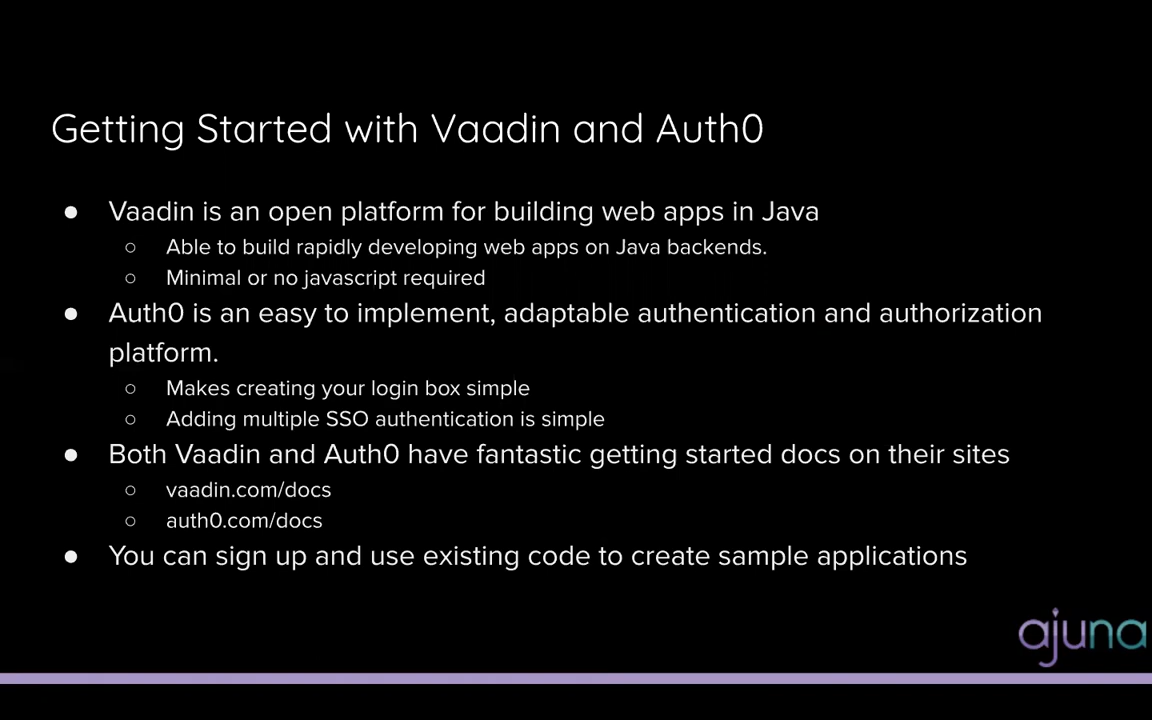 Getting Started with Vaadin and Auth0
● Vaadin is an open platform for building web apps in Java
○ Able to build rapidly developing web apps on Java backends.
○ Minimal or no javascript required
● Auth0 is an easy to implement, adaptable authentication and authorization
platform.
○ Makes creating your login box simple
○ Adding multiple SSO authentication is simple
● Both Vaadin and Auth0 have fantastic getting started docs on their sites
○ vaadin.com/docs
○ auth0.com/docs
● You can sign up and use existing code to create sample applications
ajuna